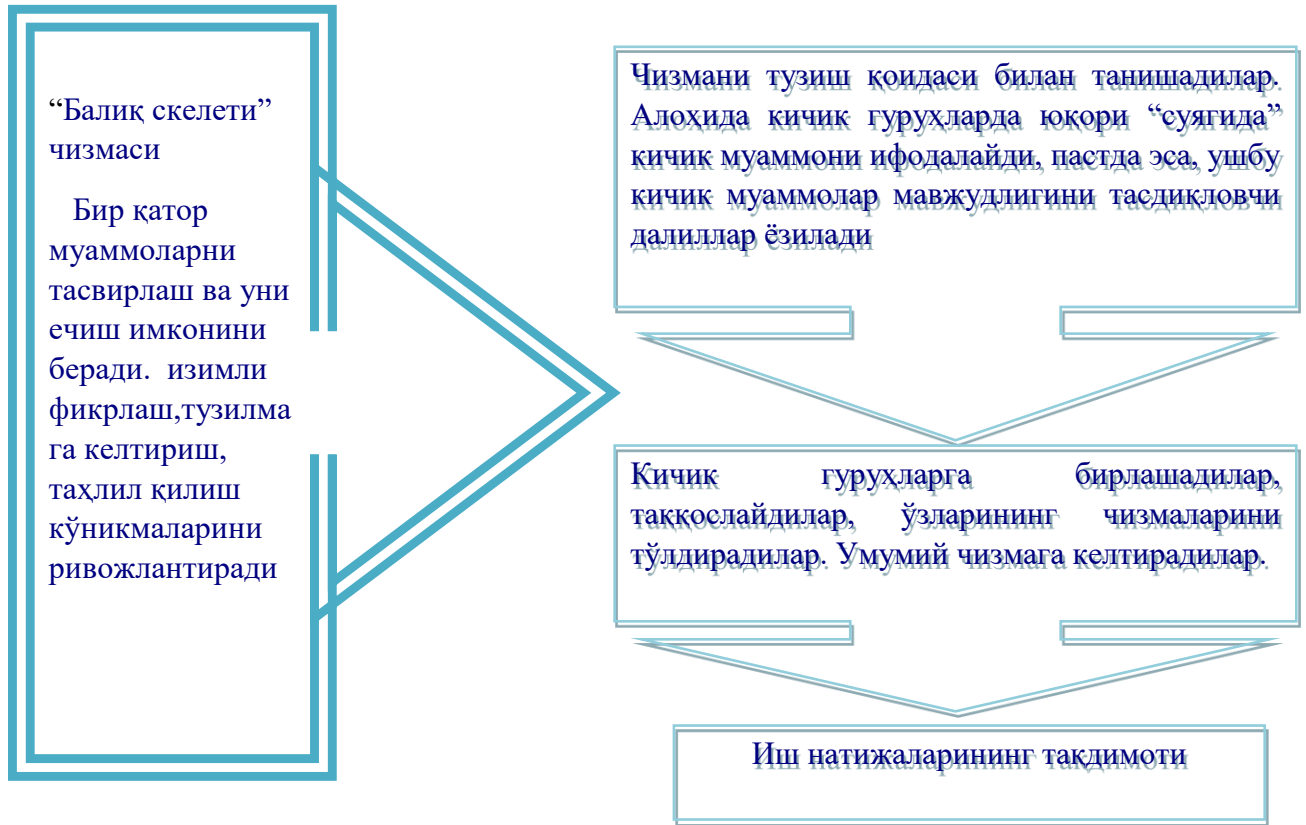 “Балиқ скелети”
чизмаси
Бир қатор
муаммоларни
тасвирлаш ва уни
ечиш имконини
беради. изимли
фикрлаш,тузилма
га келтириш,
таҳлил қилиш
кўникмаларини
ривожлантиради
Чизмани тузиш қоидаси билан танишадилар.
Алоҳида кичик гуруҳларда юқори “суягида”
кичик муаммони ифодалайди, пастда эса, ушбу
кичик муаммолар мавжудлигини тасдиқловчи
далиллар ёзилади
Кичик гуруҳларга бирлашадилар,
таққослайдилар, ўзларининг чизмаларини
тўлдирадилар. Умумий чизмага келтирадилар.
Иш натижаларининг тақдимоти